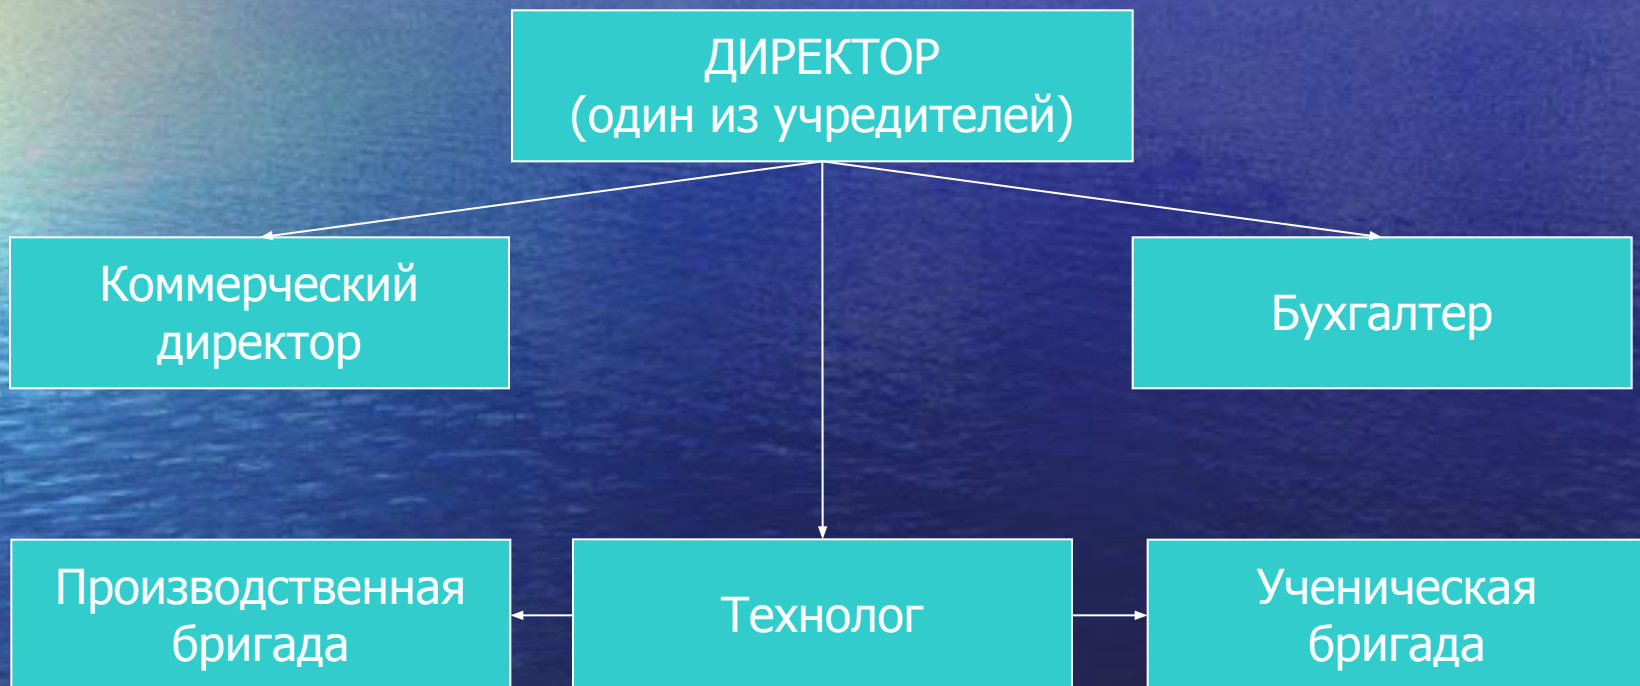 ДИРЕКТОР
(один из учредителей)
Коммерческий
директор
Бухгалтер
Производственная
бригада
Технолог
Ученическая
бригада